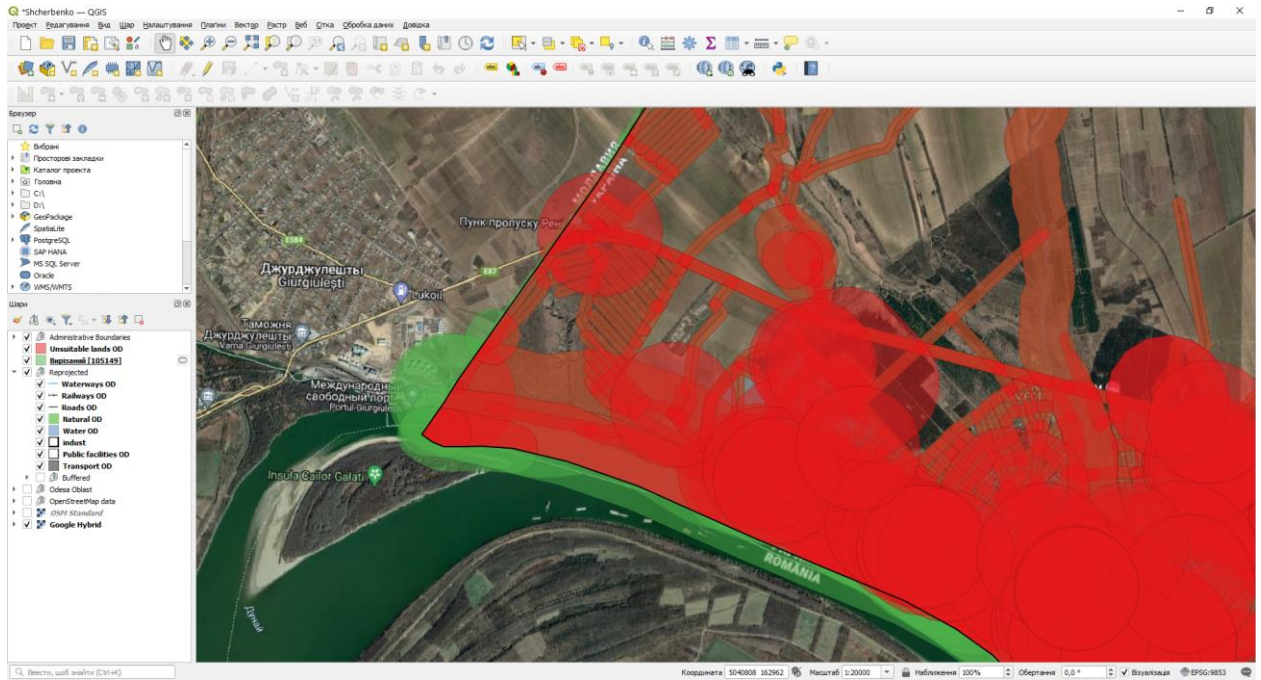 *Shcherbenko — QGIS
Проект Редагування Вид Шар Налаштування Плагіни Вектор Растр Веб Сітка Обробка даних Довідка
Браузер
Вибрані
Просторові закладки
Каталог проекта
Головна
C:\
D:\
GeoPackage
SpatiaLite
PostgreSQL
SAP HANA
MS SQL Server
Oracle
WMS/WMTS
Шари
Administrative Boundaries
Unsuitable lands OD
Вирізаний [105149]
Reprojected
Waterways OD
Railways OD
Roads OD
Natural OD
Water OD
indust
Public facilities OD
Transport OD
Buffered
Odesa Oblast
OpenStreetMap data
OSM Standard
Google Hybrid
МОЛДАВИЯ
Пунк пропуску Рен
E584
E87
Джурджулешты
Giurgiulești
Lukoil
Таможня
Джурджулешты
Vama Giurgiulești
Международный
свободный порт
Portul Giurgiule
Insula Cailor Galați
ROMÂNIA
Дунай
Ввести, щоб знайти (Ctrl+K)
Координата 5040808 162962 Масштаб 1:20000 Наближення 100% Обертання 0,0 ° Візуалізація EPSG:9853